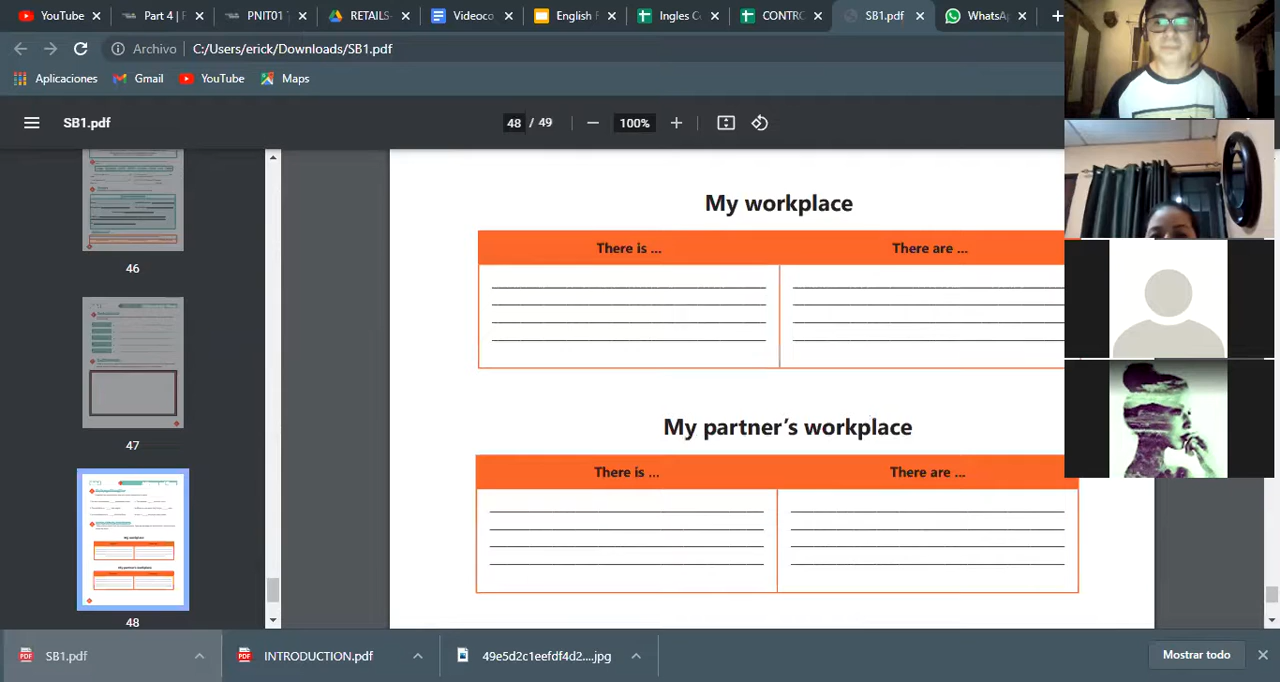 YouTube
Part 4 | F
PNIT01
RETAILS-
Videoco
English F
Ingles C
CONTRO
SB1.pdf
WhatsAp
Archivo C:/Users/erick/Downloads/SB1.pdf
Aplicaciones Gmail YouTube Maps
SB1.pdf 48 / 49 100%
46
47
48
My workplace
There is ... There are ...
My partner's workplace
There is ... There are ...
SB1.pdf INTRODUCTION.pdf 49e5d2c1eefdf4d2....jpg Mostrar todo